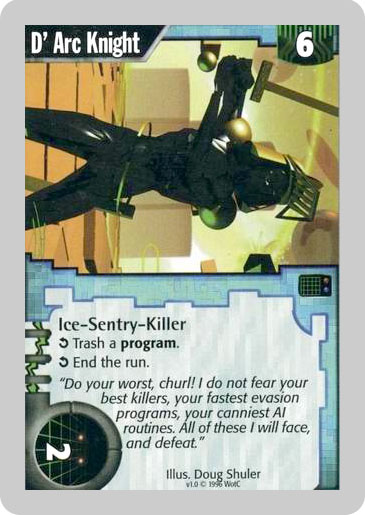 D' Arc Knight
6
Ice-Sentry-Killer
Trash a program.
End the run.
"Do your worst, churl! I do not fear your
best killers, your fastest evasion
programs, your canniest AI
routines. All of these I will face,
and defeat."
2
Illus. Doug Shuler
v1.0 © 1996 WotC